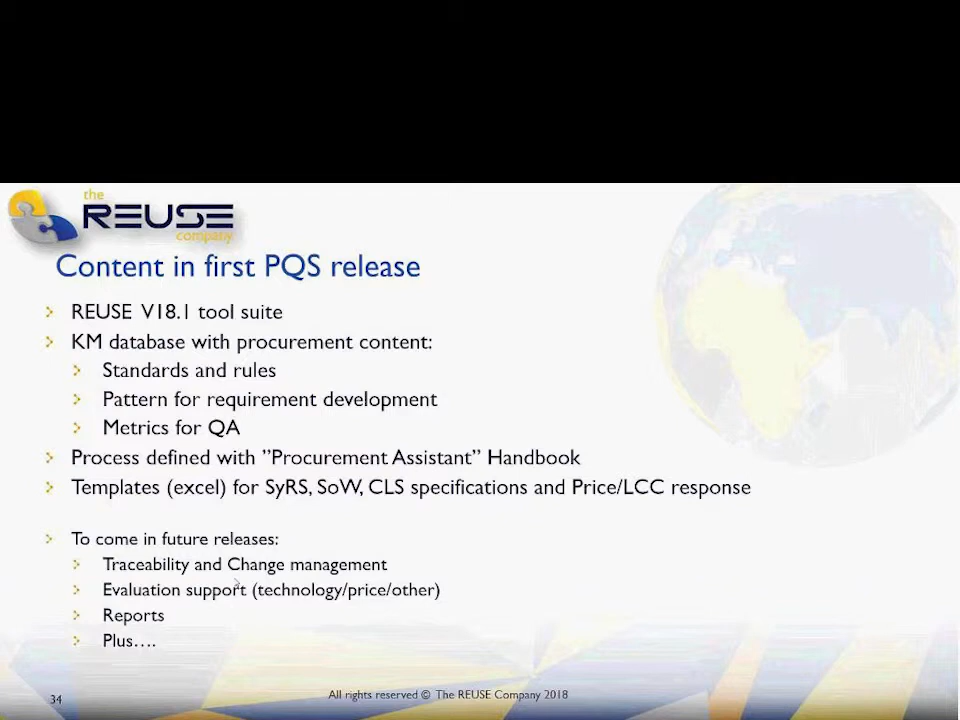 the
REUSE
company
Content in first PQS release
REUSE V18.1 tool suite
KM database with procurement content:
Standards and rules
Pattern for requirement development
Metrics for QA
Process defined with ”Procurement Assistant” Handbook
Templates (excel) for SyRS, SoW, CLS specifications and Price/LCC response
To come in future releases:
Traceability and Change management
Evaluation support (technology/price/other)
Reports
Plus….
34
All rights reserved © The REUSE Company 2018